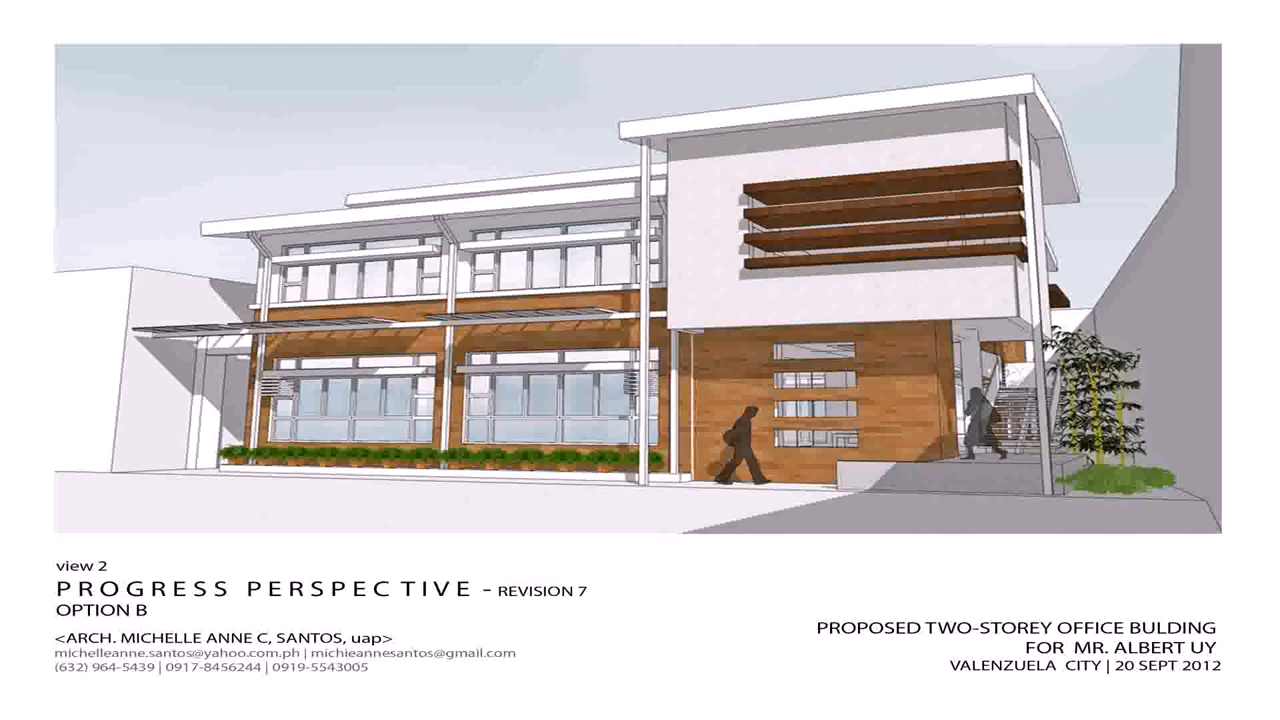 view 2
PROGRESS PERSPECTIVE - REVISION 7
OPTION B
<ARCH. MICHELLE ANNE C, SANTOS, uap>
michelleanne.santos@yahoo.com.ph | michieannesantos@gmail.com
(632) 964-5439 | 0917-8456244 | 0919-5543005
PROPOSED TWO-STOREY OFFICE BULDING
FOR MR. ALBERT UY
VALENZUELA CITY | 20 SEPT 2012